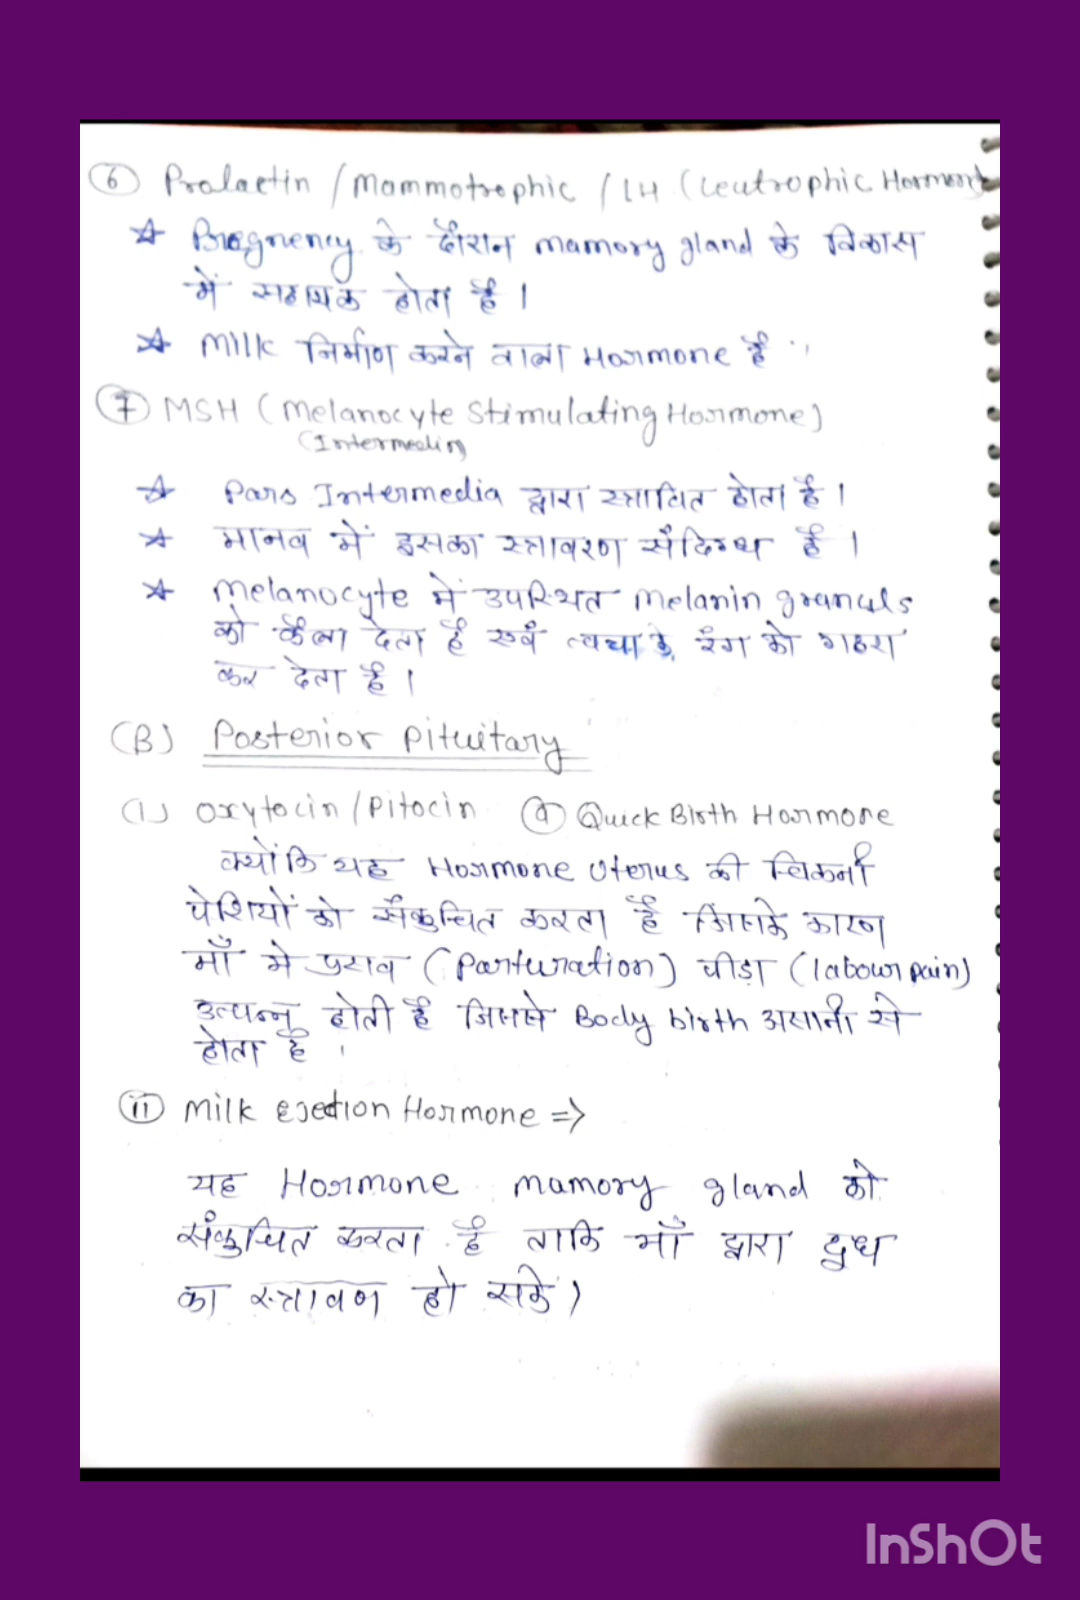 ⑥ Prolactin / Mammotrophic / LH (Leutrophic Hormon)
☆ Pregnency के दौरान mamory gland के विकास
में सहायक होता है।
☆ Milk निर्माण करने वाला Hormone है
⑦ MSH (Melanocyte Stimulating Hormone)
(Intermedin)
☆ Pars Intermedia द्वारा स्त्रावित होता है।
☆ मानव में इसका स्त्रावरण संदिग्ध है।
☆ Melanocyte में उपस्थित melanin granuls
को फैला देता है एवं त्वचा के रंग को गहरा
कर देता है।
(B) Posterior Pituitary
(i) Oxytocin / Pitocin ⓐ Quick Birth Hormone
क्योंकि यह Hormone Uterus की चिकनी
पेशियों को संकुचित करता है जिसके कारण
माँ मे प्रसव (Parturation) पीड़ा (labour pain)
उत्पन्न होती है जिससे Body birth असानी से
होता है।
ⓘⓘ Milk Ejection Hormone =>
यह Hormone mamory gland को
संकुचित करता है ताकि माँ द्वारा दुध
का स्त्रावण हो सके)
InShOt